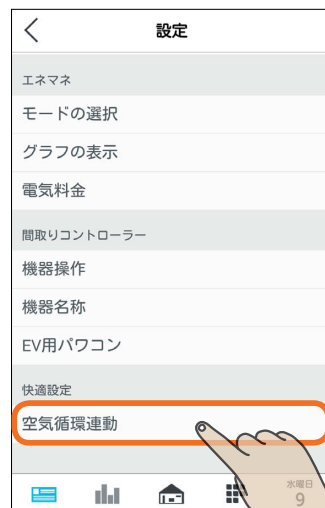 設定
エネマネ
モードの選択
グラフの表示
電気料金
間取りコントローラー
機器操作
機器名称
EV用パワコン
快適設定
空気循環連動
水曜日
9